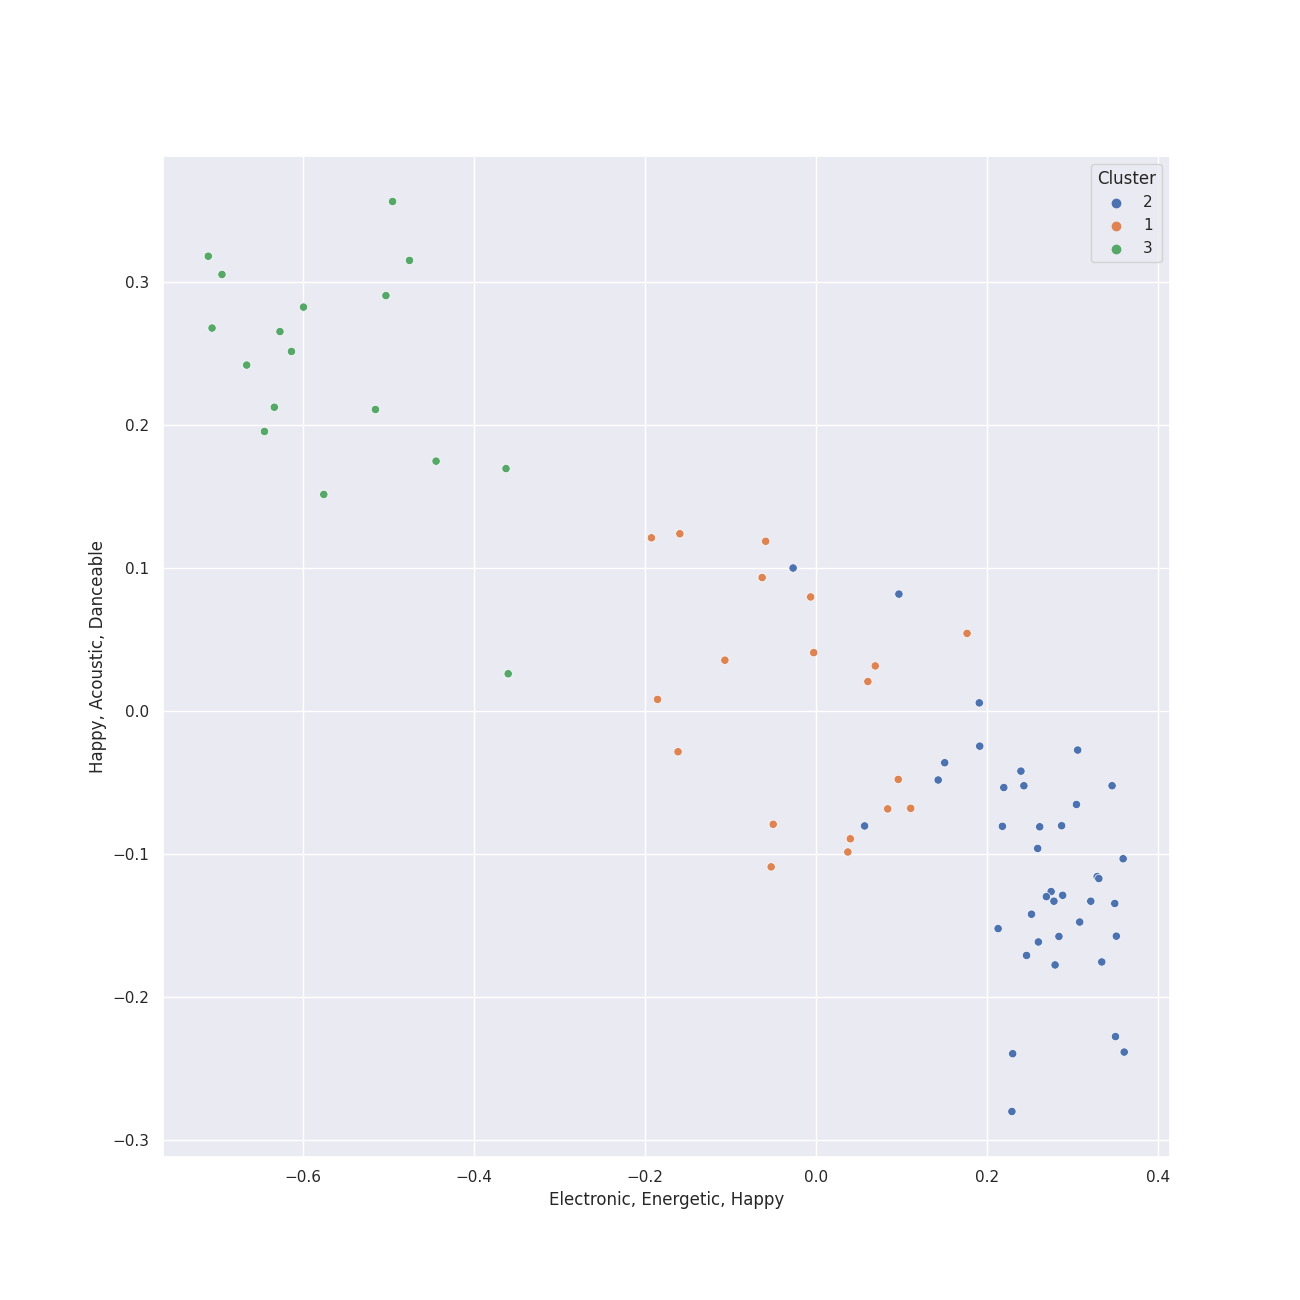 Cluster
2
1
3
0.3
0.2
0.1
0.0
−0.1
−0.2
−0.3
Happy, Acoustic, Danceable
−0.6 −0.4 −0.2 0.0 0.2 0.4
Electronic, Energetic, Happy